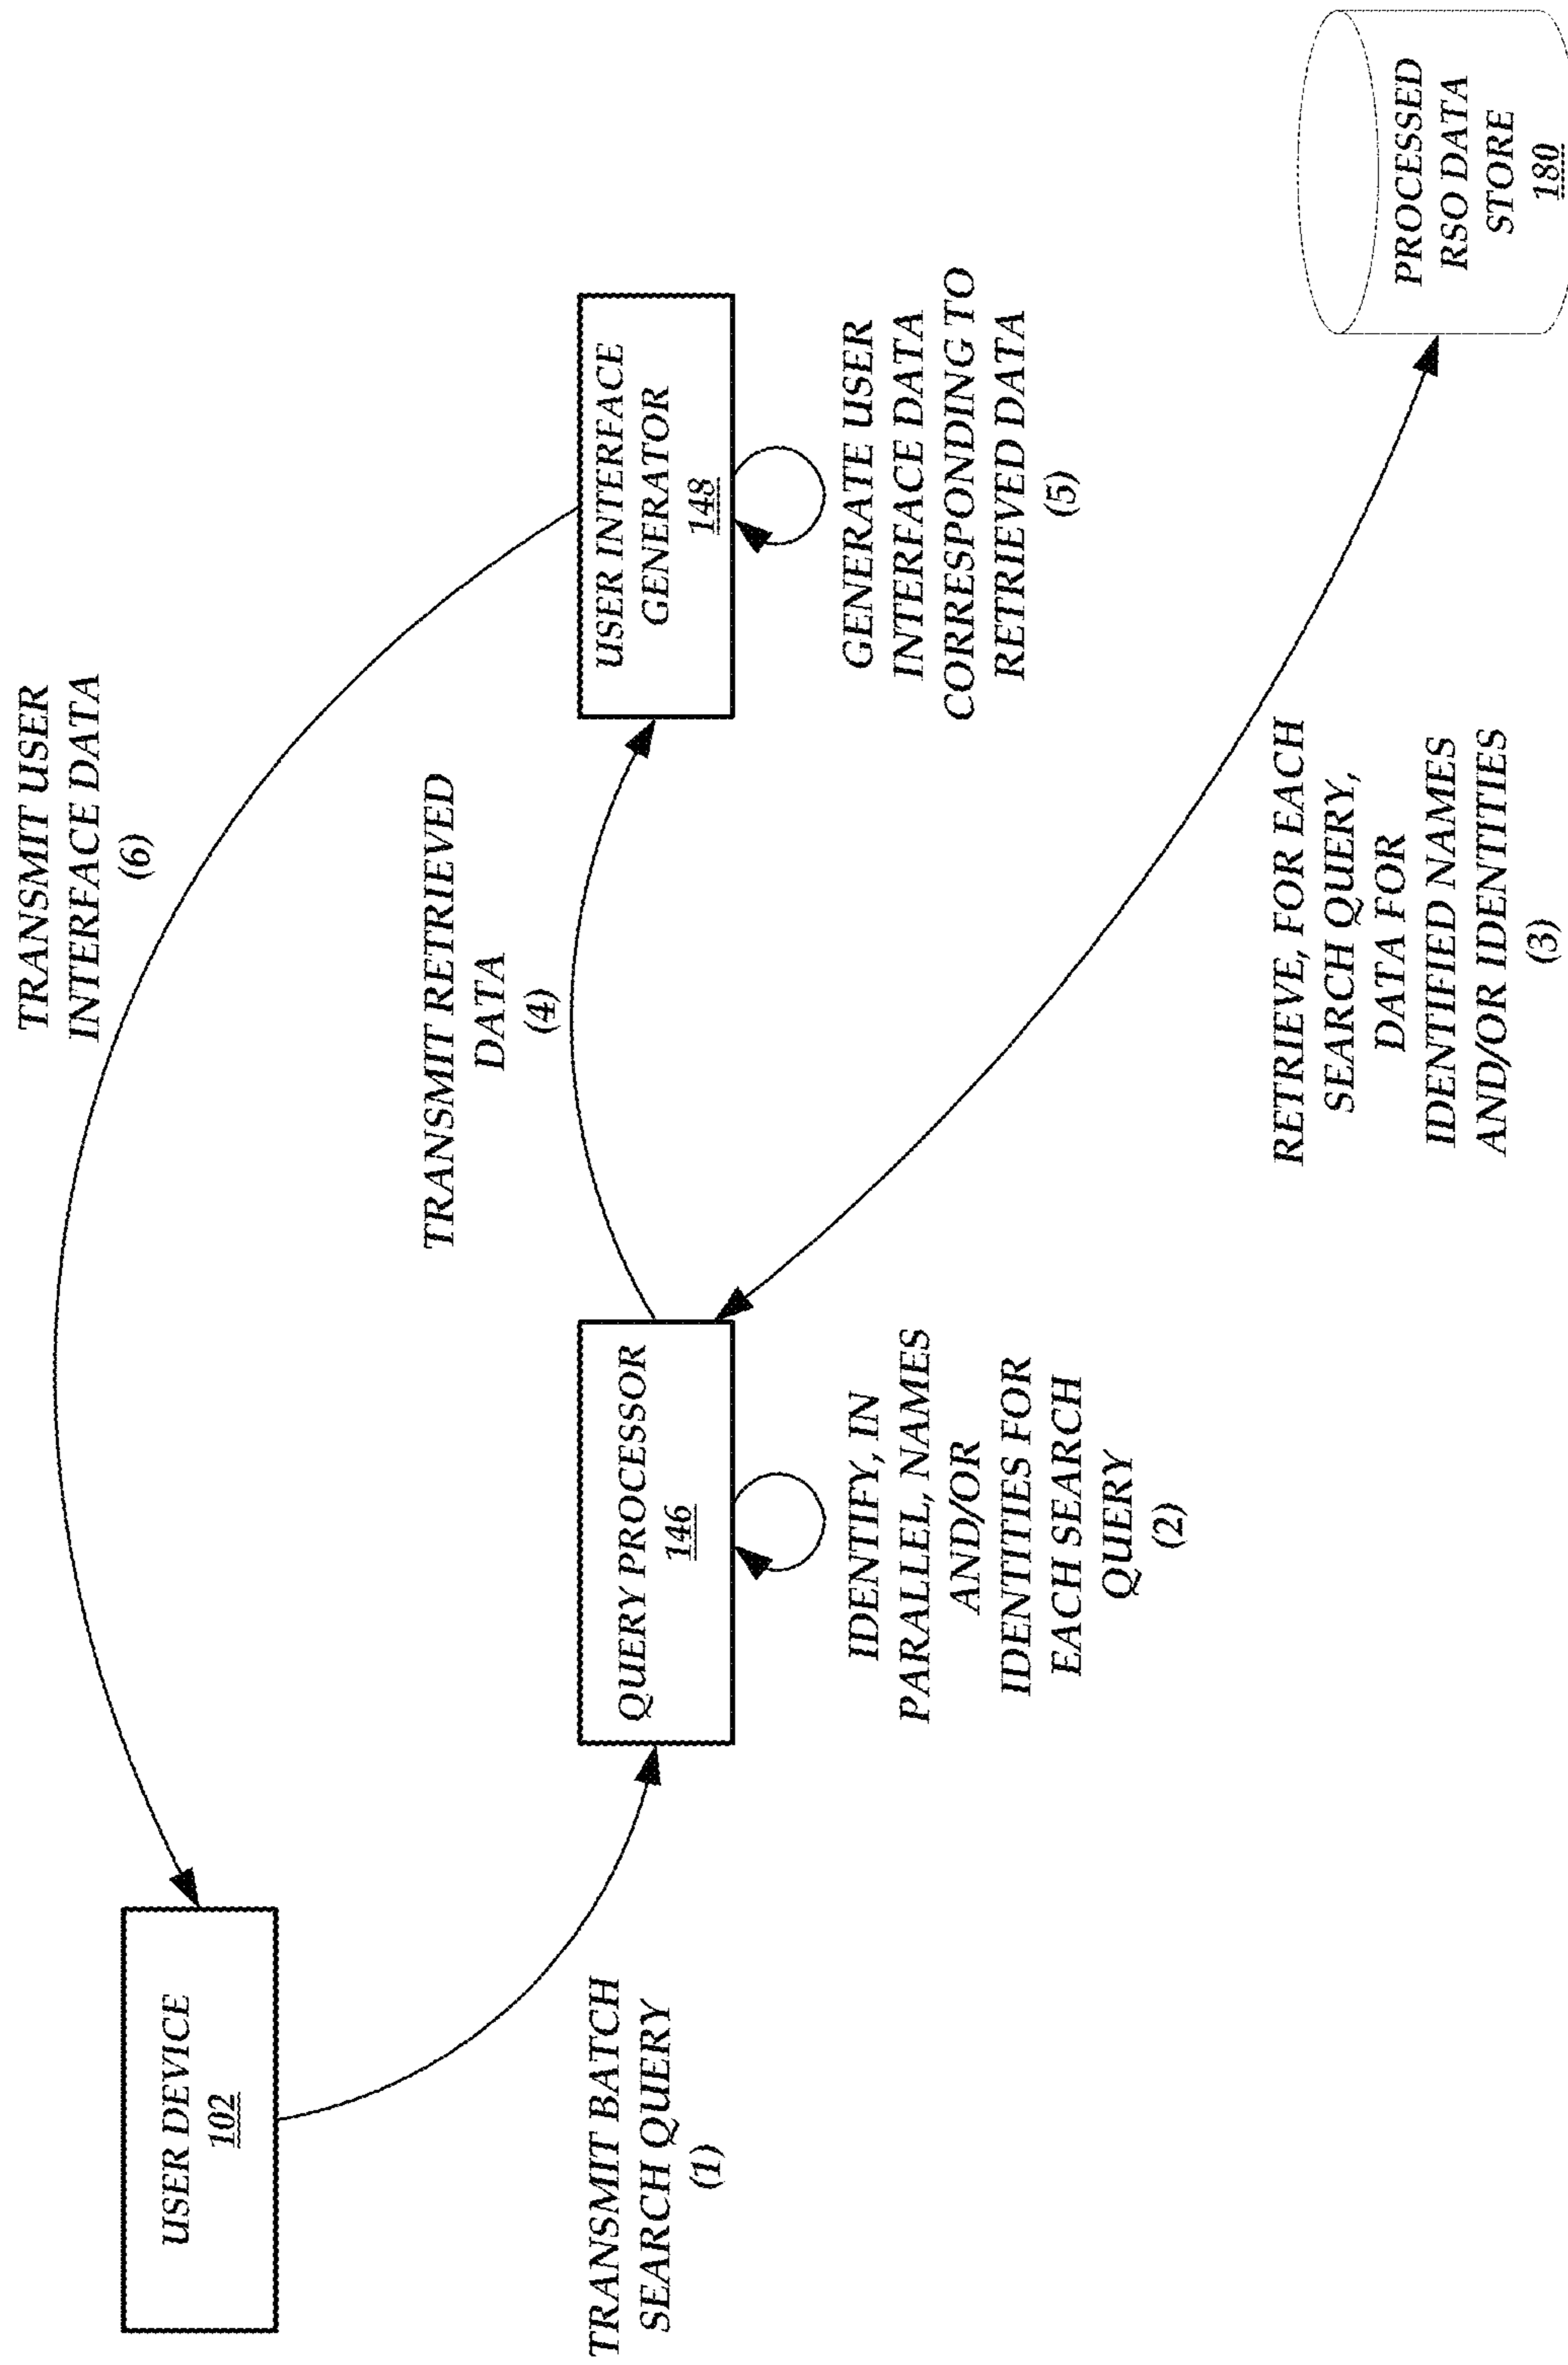 TRANSMIT USER
INTERFACE DATA
(6)
USER DEVICE
102
TRANSMIT RETRIEVED
DATA
(4)
TRANSMIT BATCH
SEARCH QUERY
(1)
QUERY PROCESSOR
146
USER INTERFACE
GENERATOR
148
IDENTIFY, IN
PARALLEL, NAMES
AND/OR
IDENTITIES FOR
EACH SEARCH
QUERY
(2)
GENERATE USER
INTERFACE DATA
CORRESPONDING TO
RETRIEVED DATA
(5)
RETRIEVE, FOR EACH
SEARCH QUERY,
DATA FOR
IDENTIFIED NAMES
AND/OR IDENTITIES
(3)
PROCESSED
RSO DATA
STORE
180